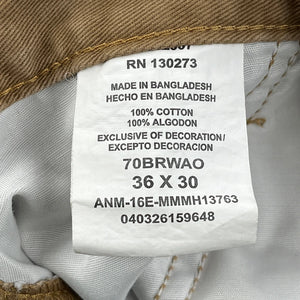 RN 130273
MADE IN BANGLADESH
HECHO EN BANGLADESH
100% COTTON
100% ALGODON
EXCLUSIVE OF DECORATION/
EXCEPTO DECORACION
70BRWAO
36 X 30
ANM-16E-MMMH13763
040326159648